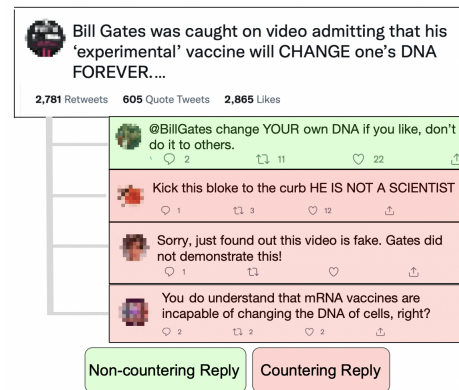 Bill Gates was caught on video admitting that his
‘experimental’ vaccine will CHANGE one's DNA
FOREVER....
2,781 Retweets 605 Quote Tweets 2,865 Likes
@BillGates change YOUR own DNA if you like, don't
do it to others.
2 11 22
Kick this bloke to the curb HE IS NOT A SCIENTIST
1 3 12
Sorry, just found out this video is fake. Gates did
not demonstrate this!
1
You do understand that mRNA vaccines are
incapable of changing the DNA of cells, right?
2 2 2
Non-countering Reply Countering Reply